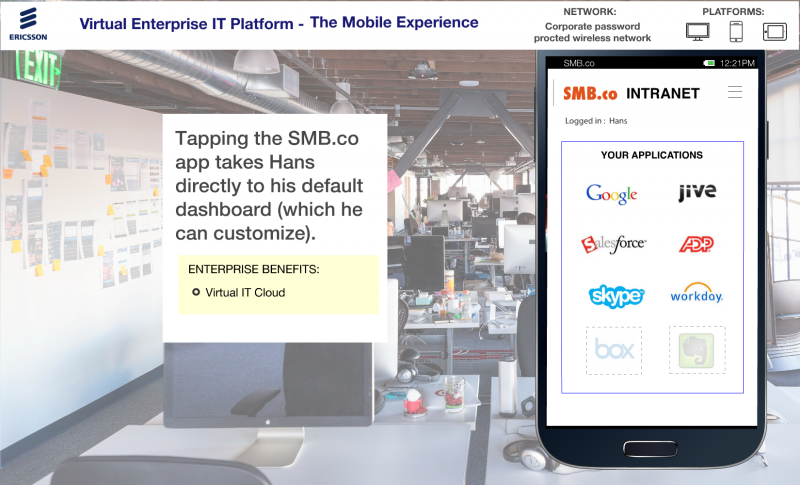 ERICSSON
Virtual Enterprise IT Platform - The Mobile Experience
NETWORK:
Corporate password
procted wireless network
PLATFORMS:
EXIT
Tapping the SMB.co
app takes Hans
directly to his default
dashboard (which he
can customize).
ENTERPRISE BENEFITS:
Virtual IT Cloud
SMB.co 12:21PM
SMB.co INTRANET
Logged in : Hans
YOUR APPLICATIONS
Google jive
Salesforce ADP
skype workday.
box